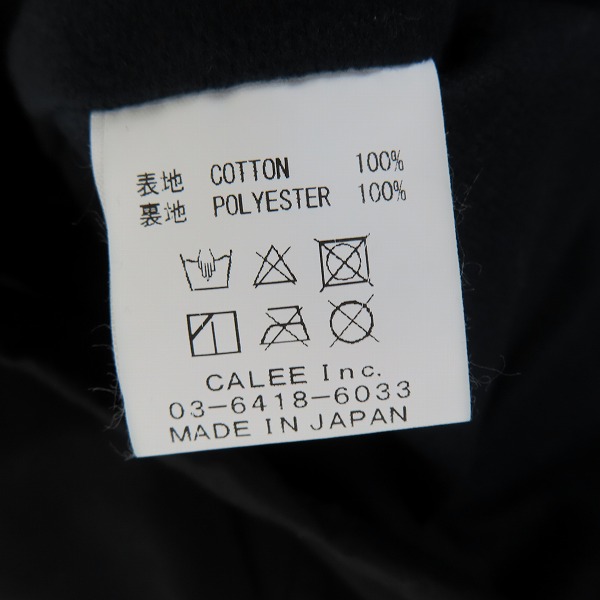 表地 COTTON 100%
裏地 POLYESTER 100%
CALEE Inc.
03-6418-6033
MADE IN JAPAN